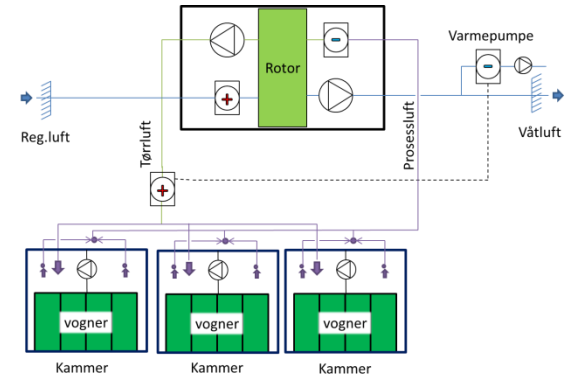 Varmepumpe
Rotor
Reg.luft
Tørrluft
Prosessluft
Våtluft
vogner
vogner
vogner
Kammer
Kammer
Kammer